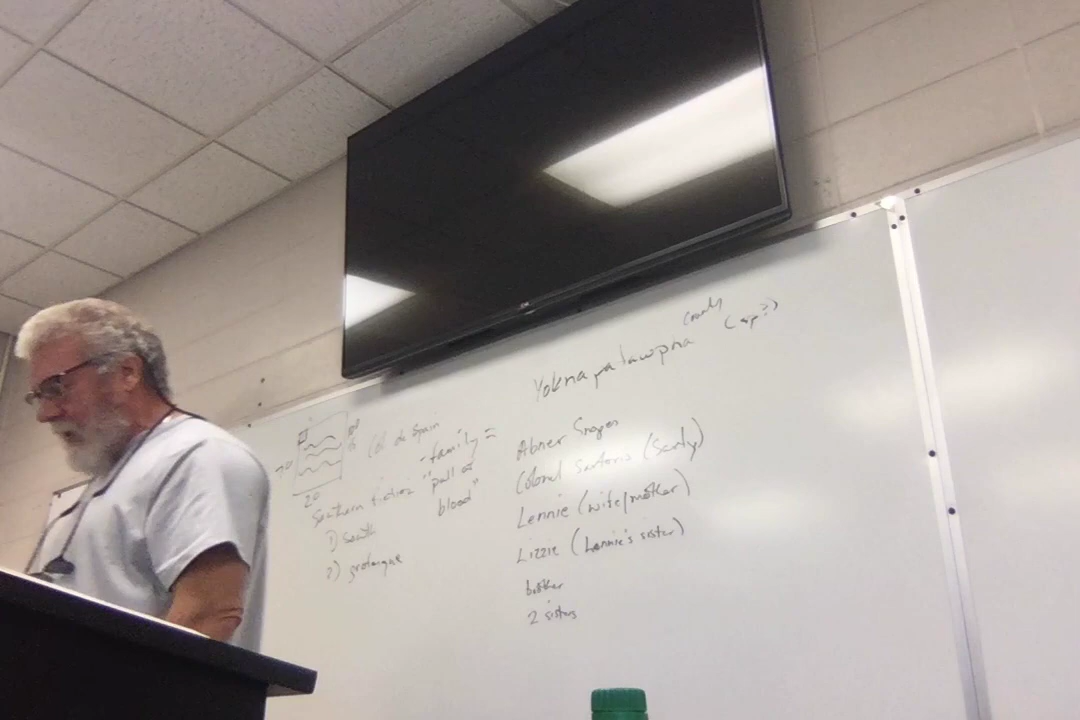 county
Yoknapatawpha (sp?)
Col de Spain
70
20
Southern fiction
1) South
2) grotesque
- family =
"pull of
blood"
Abner Snopes
Colonel Sartoris (Sarty)
Lennie (wife/mother)
Lizzie (Lennie's sister)
brother
2 sisters